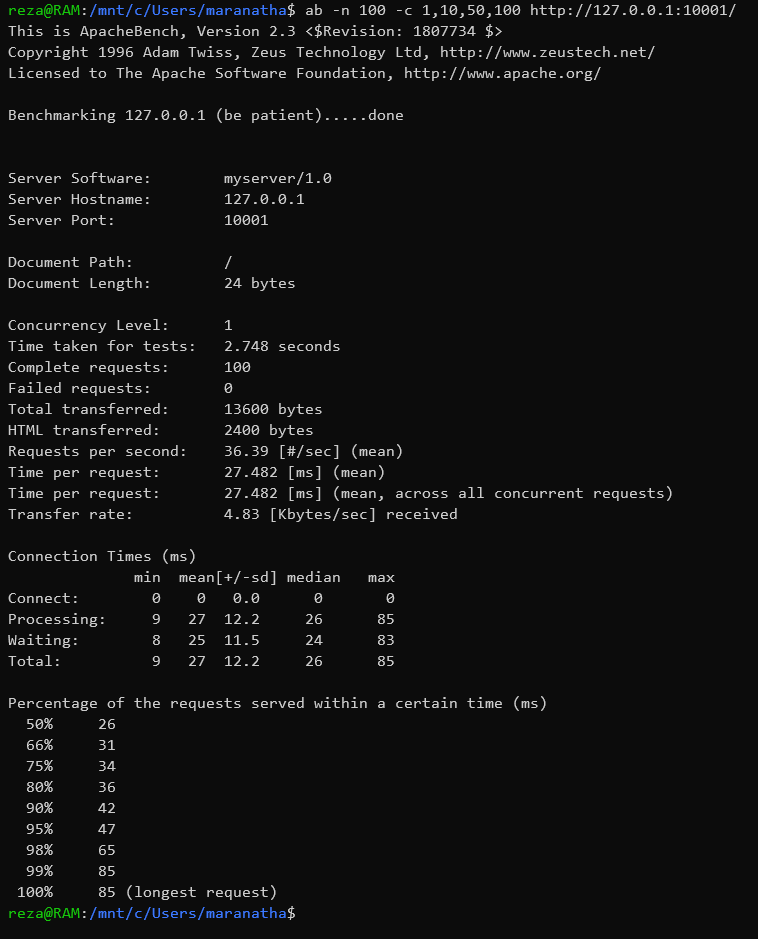 reza@RAM:/mnt/c/Users/maranatha$ ab -n 100 -c 1,10,50,100 http://127.0.0.1:10001/
This is ApacheBench, Version 2.3 <$Revision: 1807734 $>
Copyright 1996 Adam Twiss, Zeus Technology Ltd, http://www.zeustech.net/
Licensed to The Apache Software Foundation, http://www.apache.org/

Benchmarking 127.0.0.1 (be patient).....done


Server Software:        myserver/1.0
Server Hostname:        127.0.0.1
Server Port:            10001

Document Path:          /
Document Length:        24 bytes

Concurrency Level:      1
Time taken for tests:   2.748 seconds
Complete requests:      100
Failed requests:        0
Total transferred:      13600 bytes
HTML transferred:       2400 bytes
Requests per second:    36.39 [#/sec] (mean)
Time per request:       27.482 [ms] (mean)
Time per request:       27.482 [ms] (mean, across all concurrent requests)
Transfer rate:          4.83 [Kbytes/sec] received

Connection Times (ms)
              min  mean[+/-sd] median   max
Connect:        0    0   0.0      0       0
Processing:     9   27  12.2     26      85
Waiting:        8   25  11.5     24      83
Total:          9   27  12.2     26      85

Percentage of the requests served within a certain time (ms)
  50%     26
  66%     31
  75%     34
  80%     36
  90%     42
  95%     47
  98%     65
  99%     85
 100%     85 (longest request)
reza@RAM:/mnt/c/Users/maranatha$